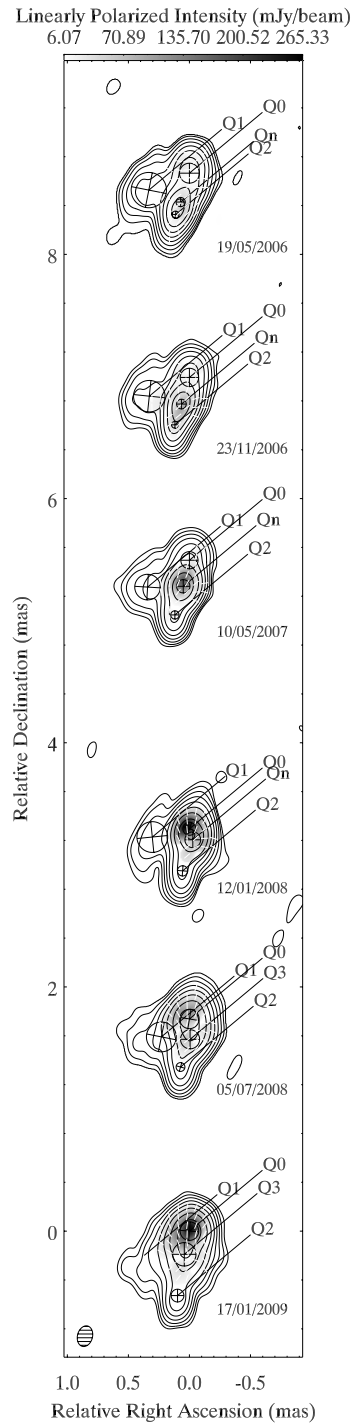 Linearly Polarized Intensity (mJy/beam)
6.07 70.89 135.70 200.52 265.33
Q0
Q1
Qn
Q2
19/05/2006
8
Q0
Q1
Qn
Q2
23/11/2006
6
Q0
Q1
Qn
Q2
10/05/2007
Relative Declination (mas)
4
Q0
Q1
Qn
Q2
12/01/2008
Q0
Q1
Q3
2
Q2
05/07/2008
Q0
Q1
Q3
0
Q2
17/01/2009
1.0 0.5 0.0 -0.5
Relative Right Ascension (mas)